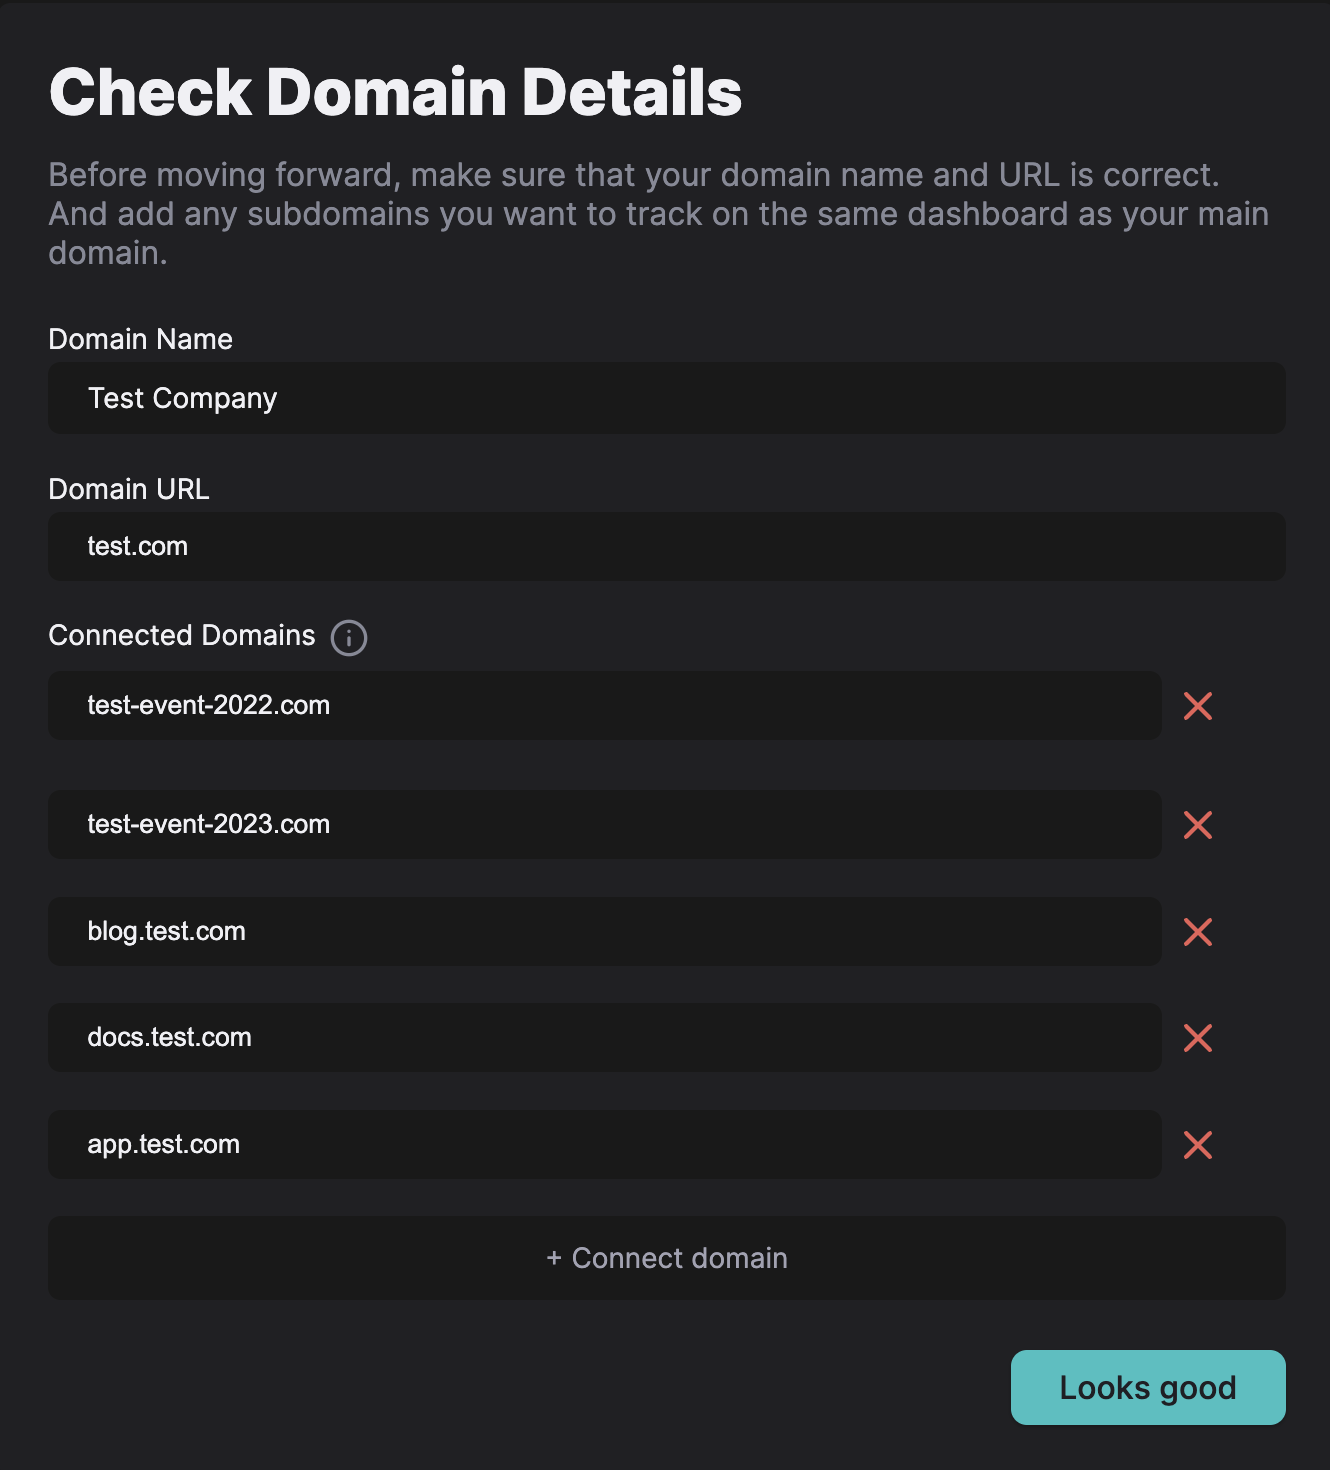 Check Domain Details
Before moving forward, make sure that your domain name and URL is correct.
And add any subdomains you want to track on the same dashboard as your main
domain.
Domain Name
Test Company
Domain URL
test.com
Connected Domains
test-event-2022.com
test-event-2023.com
blog.test.com
docs.test.com
app.test.com
+ Connect domain
Looks good